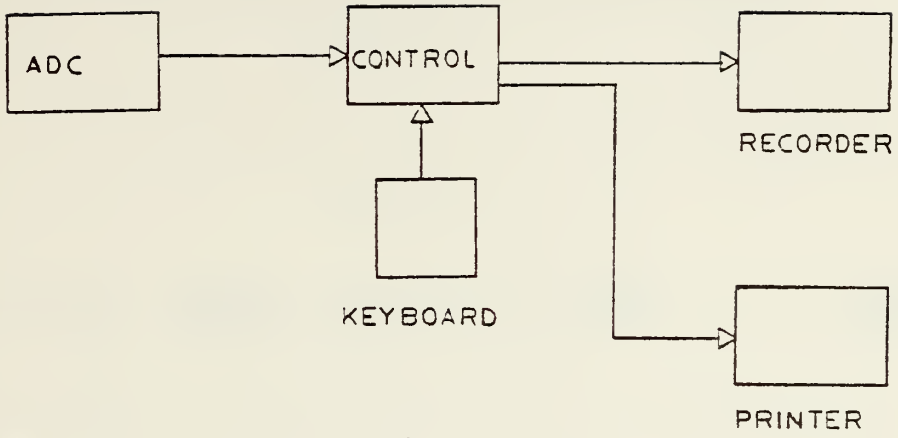 ADC
CONTROL
RECORDER
KEYBOARD
PRINTER